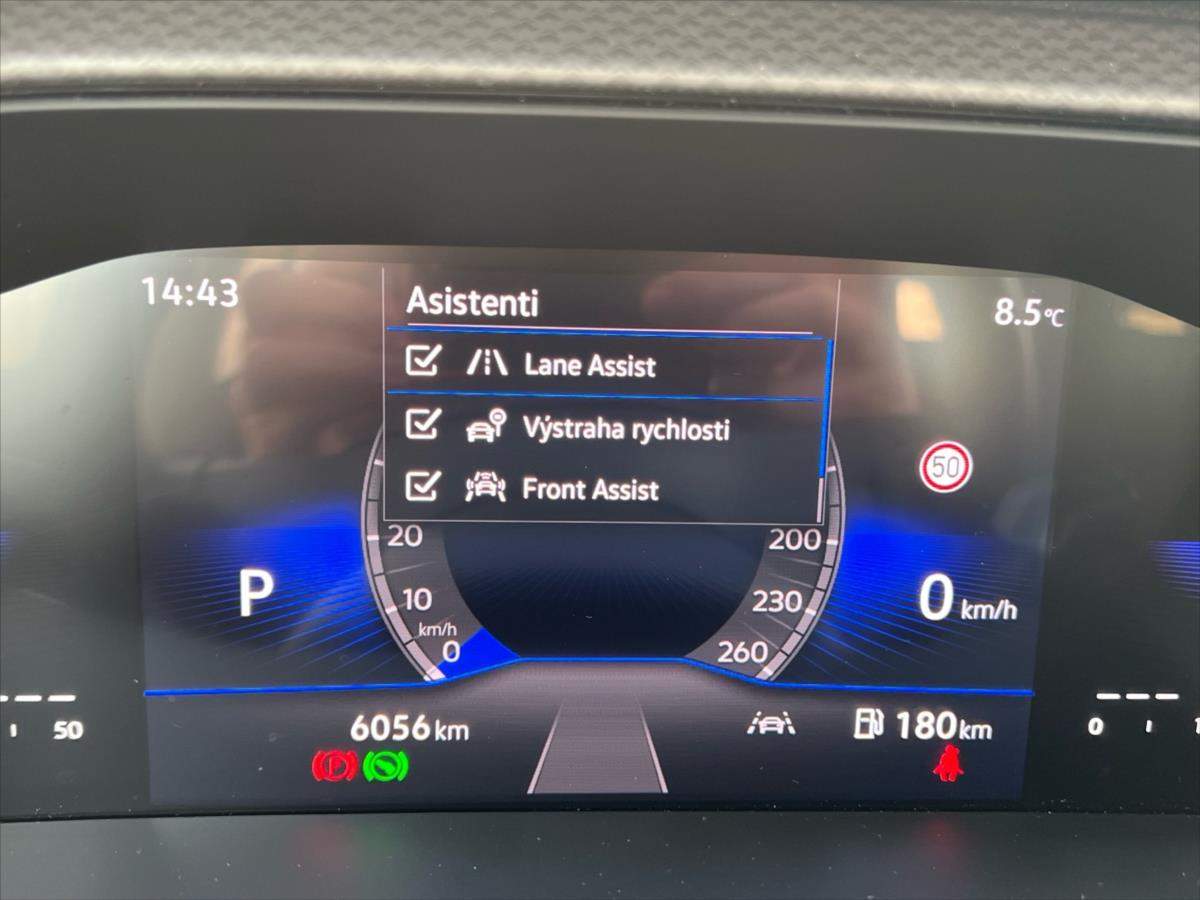 14:43
Asistenti
8.5°C
Lane Assist
Výstraha rychlosti
Front Assist
50
20
200
P
10
230
0 km/h
km/h
0
260
6056 km
180 km
50
0
1
P